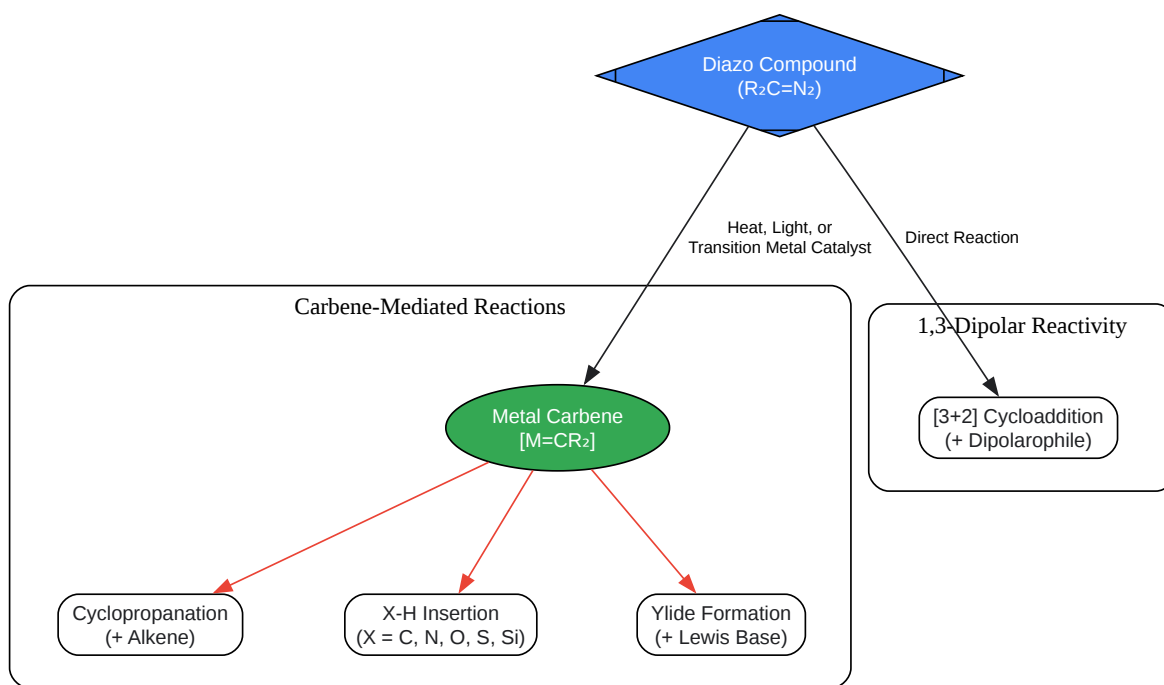 Diazo Compound
(R₂C=N₂)
Heat, Light, or
Transition Metal Catalyst
Direct Reaction
Carbene-Mediated Reactions
1,3-Dipolar Reactivity
Metal Carbene
[M=CR₂]
[3+2] Cycloaddition
(+ Dipolarophile)
Cyclopropanation
(+ Alkene)
X-H Insertion
(X = C, N, O, S, Si)
Ylide Formation
(+ Lewis Base)